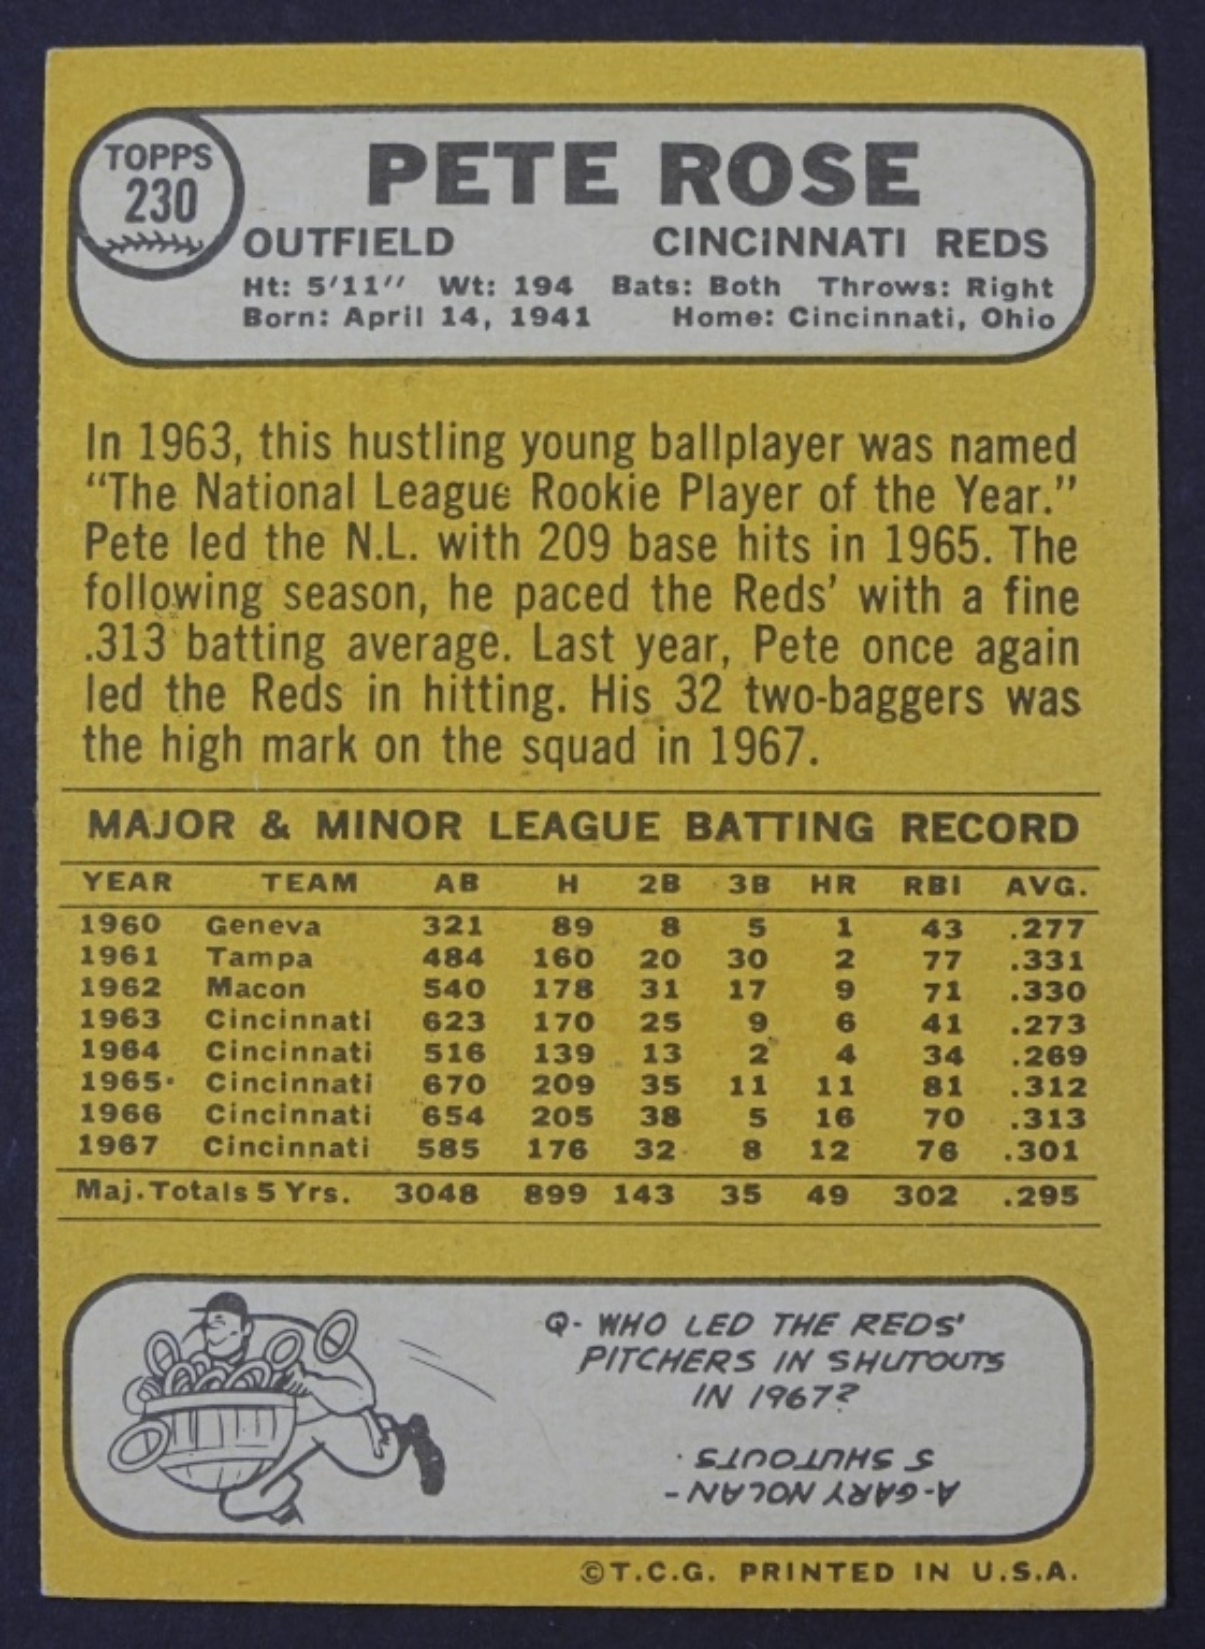 TOPPS
230
PETE ROSE
OUTFIELD CINCINNATI REDS
Ht: 5'11" Wt: 194 Bats: Both Throws: Right
Born: April 14, 1941 Home: Cincinnati, Ohio
In 1963, this hustling young ballplayer was named
“The National League Rookie Player of the Year.”
Pete led the N.L. with 209 base hits in 1965. The
following season, he paced the Reds’ with a fine
.313 batting average. Last year, Pete once again
led the Reds in hitting. His 32 two-baggers was
the high mark on the squad in 1967.
MAJOR & MINOR LEAGUE BATTING RECORD
YEAR TEAM AB H 2B 3B HR RBI AVG.
1960 Geneva 321 89 8 5 1 43 .277
1961 Tampa 484 160 20 30 2 77 .331
1962 Macon 540 178 31 17 9 71 .330
1963 Cincinnati 623 170 25 9 6 41 .273
1964 Cincinnati 516 139 13 2 4 34 .269
1965 Cincinnati 670 209 35 11 11 81 .312
1966 Cincinnati 654 205 38 5 16 70 .313
1967 Cincinnati 585 176 32 8 12 76 .301
Maj. Totals 5 Yrs. 3048 899 143 35 49 302 .295
Q- WHO LED THE REDS'
PITCHERS IN SHUTOUTS
IN 1967?
A-GARY NOLAN -
5 SHUTOUTS.
©T.C.G. PRINTED IN U.S.A.